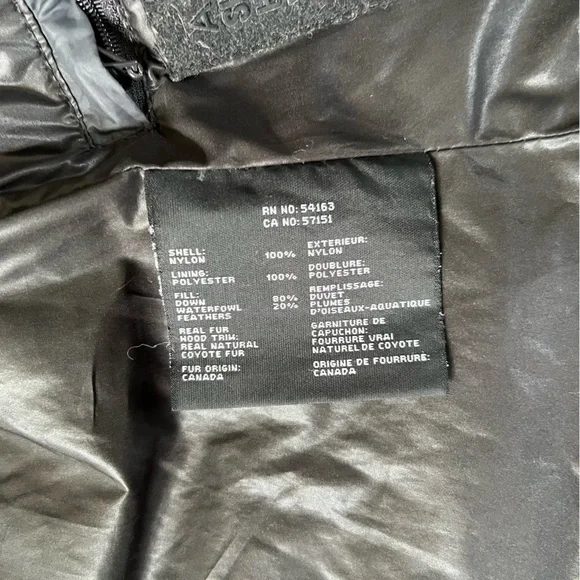 RN NO: 54163
CA NO: 57151
SHELL:
NYLON 100%
LINING:
POLYESTER 100%
FILL:
DOWN 80%
WATERFOWL 20%
FEATHERS
REAL FUR
HOOD TRIM:
REAL NATURAL
COYOTE FUR
FUR ORIGIN:
CANADA
EXTERIEUR:
NYLON
DOUBLURE:
POLYESTER
REMPLISSAGE:
DUVET
PLUMES
D'OISEAUX-AQUATIQUE
GARNITURE DE
CAPUCHON:
FOURRURE VRAI
NATUREL DE COYOTE
ORIGINE DE FOURRURE:
CANADA